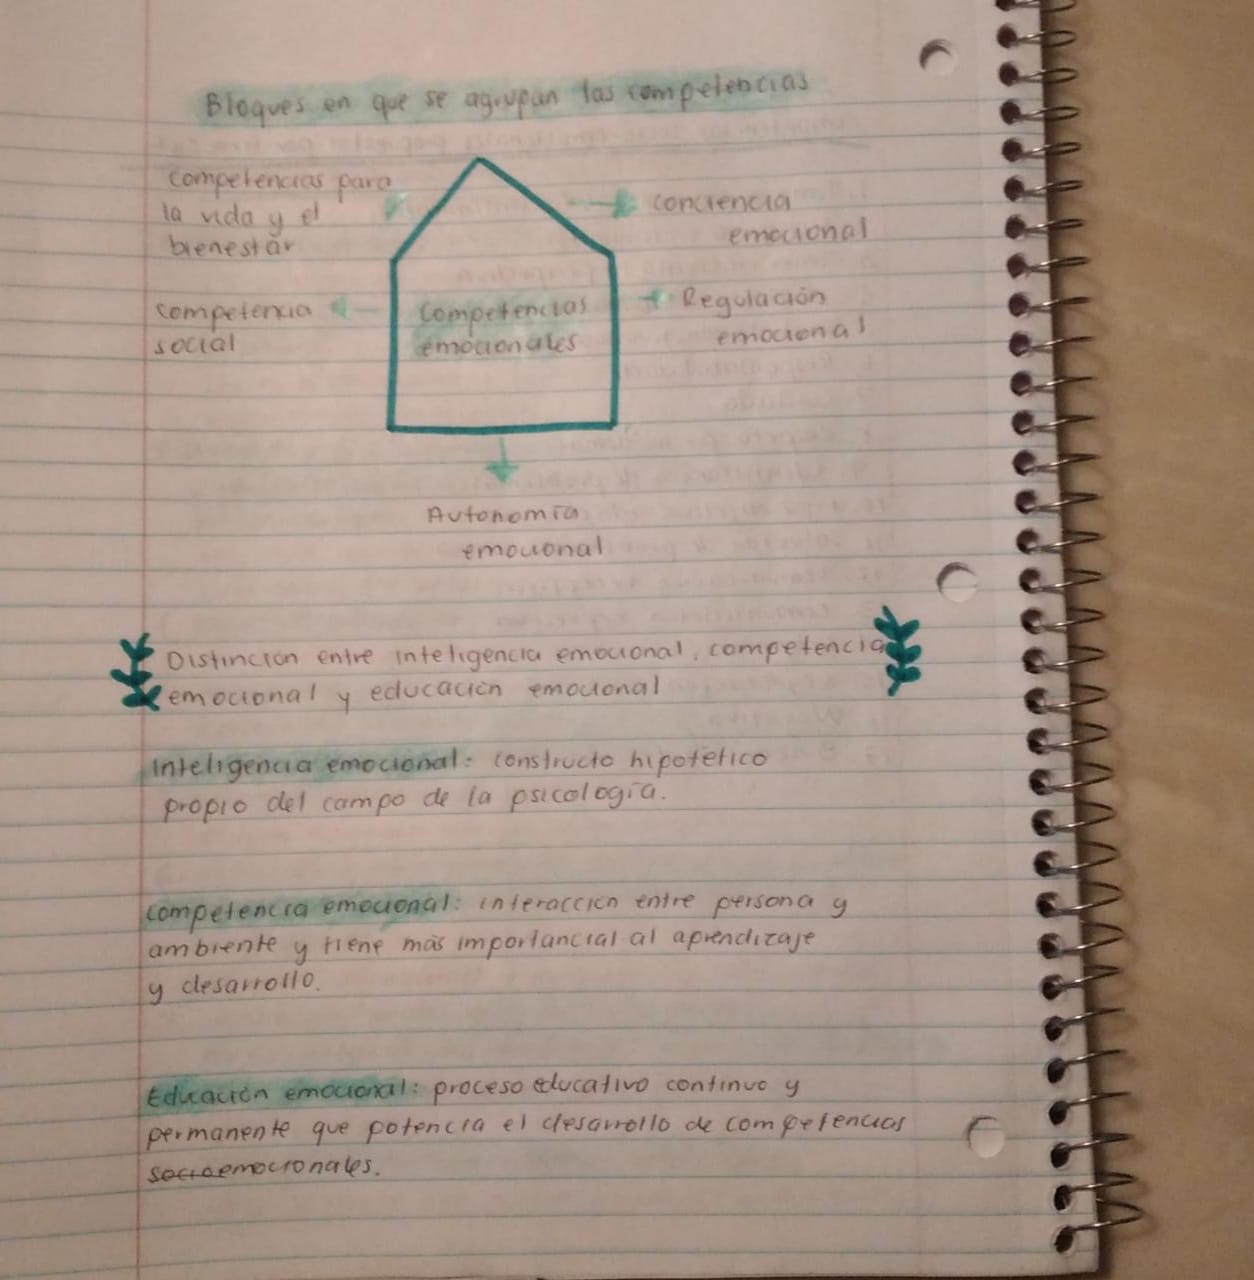 Bloques en que se agrupan las competencias
competencias para
la vida y el
bienestar
conciencia
emocional
competencia
social
Competencias
emocionales
Regulación
emocional
Autonomía
emocional
Distinción entre inteligencia emocional, competencia
emocional y educación emocional
Inteligencia emocional: constructo hipotético
propio del campo de la psicología.
competencia emocional: interacción entre persona y
ambiente y tiene más importancial al aprendizaje
y desarrollo.
Educación emocional: proceso educativo continuo y
permanente que potencia el desarrollo de competencias
socioemocionales.